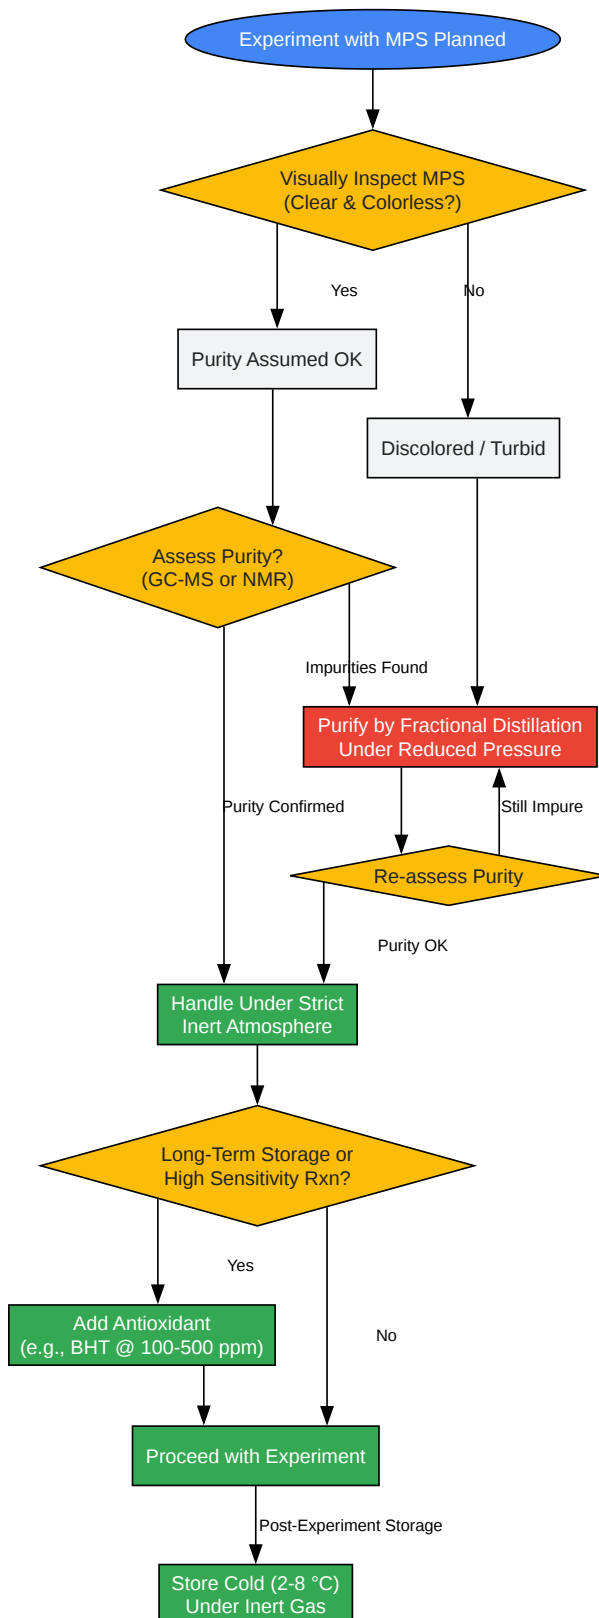 Experiment with MPS Planned
Visually Inspect MPS
(Clear & Colorless?)
Yes
No
Purity Assumed OK
Discolored / Turbid
Assess Purity?
(GC-MS or NMR)
Impurities Found
Purify by Fractional Distillation
Under Reduced Pressure
Purity Confirmed
Still Impure
Re-assess Purity
Purity OK
Handle Under Strict
Inert Atmosphere
Long-Term Storage or
High Sensitivity Rxn?
Yes
Add Antioxidant
(e.g., BHT @ 100-500 ppm)
No
Proceed with Experiment
Post-Experiment Storage
Store Cold (2-8 °C)
Under Inert Gas